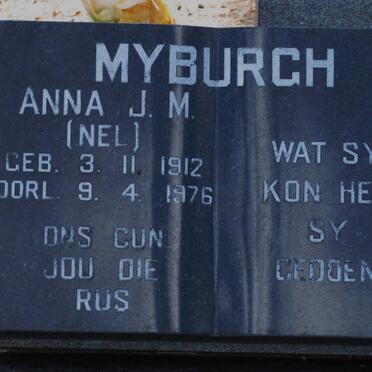 MYBURGH
ANNA J. M.
(NEL)
GEB. 3. 11. 1912
OORL. 9. 4. 1976
ONS GUN
JOU DIE
RUS
WAT SY
KON HE
SY
GEDOEN